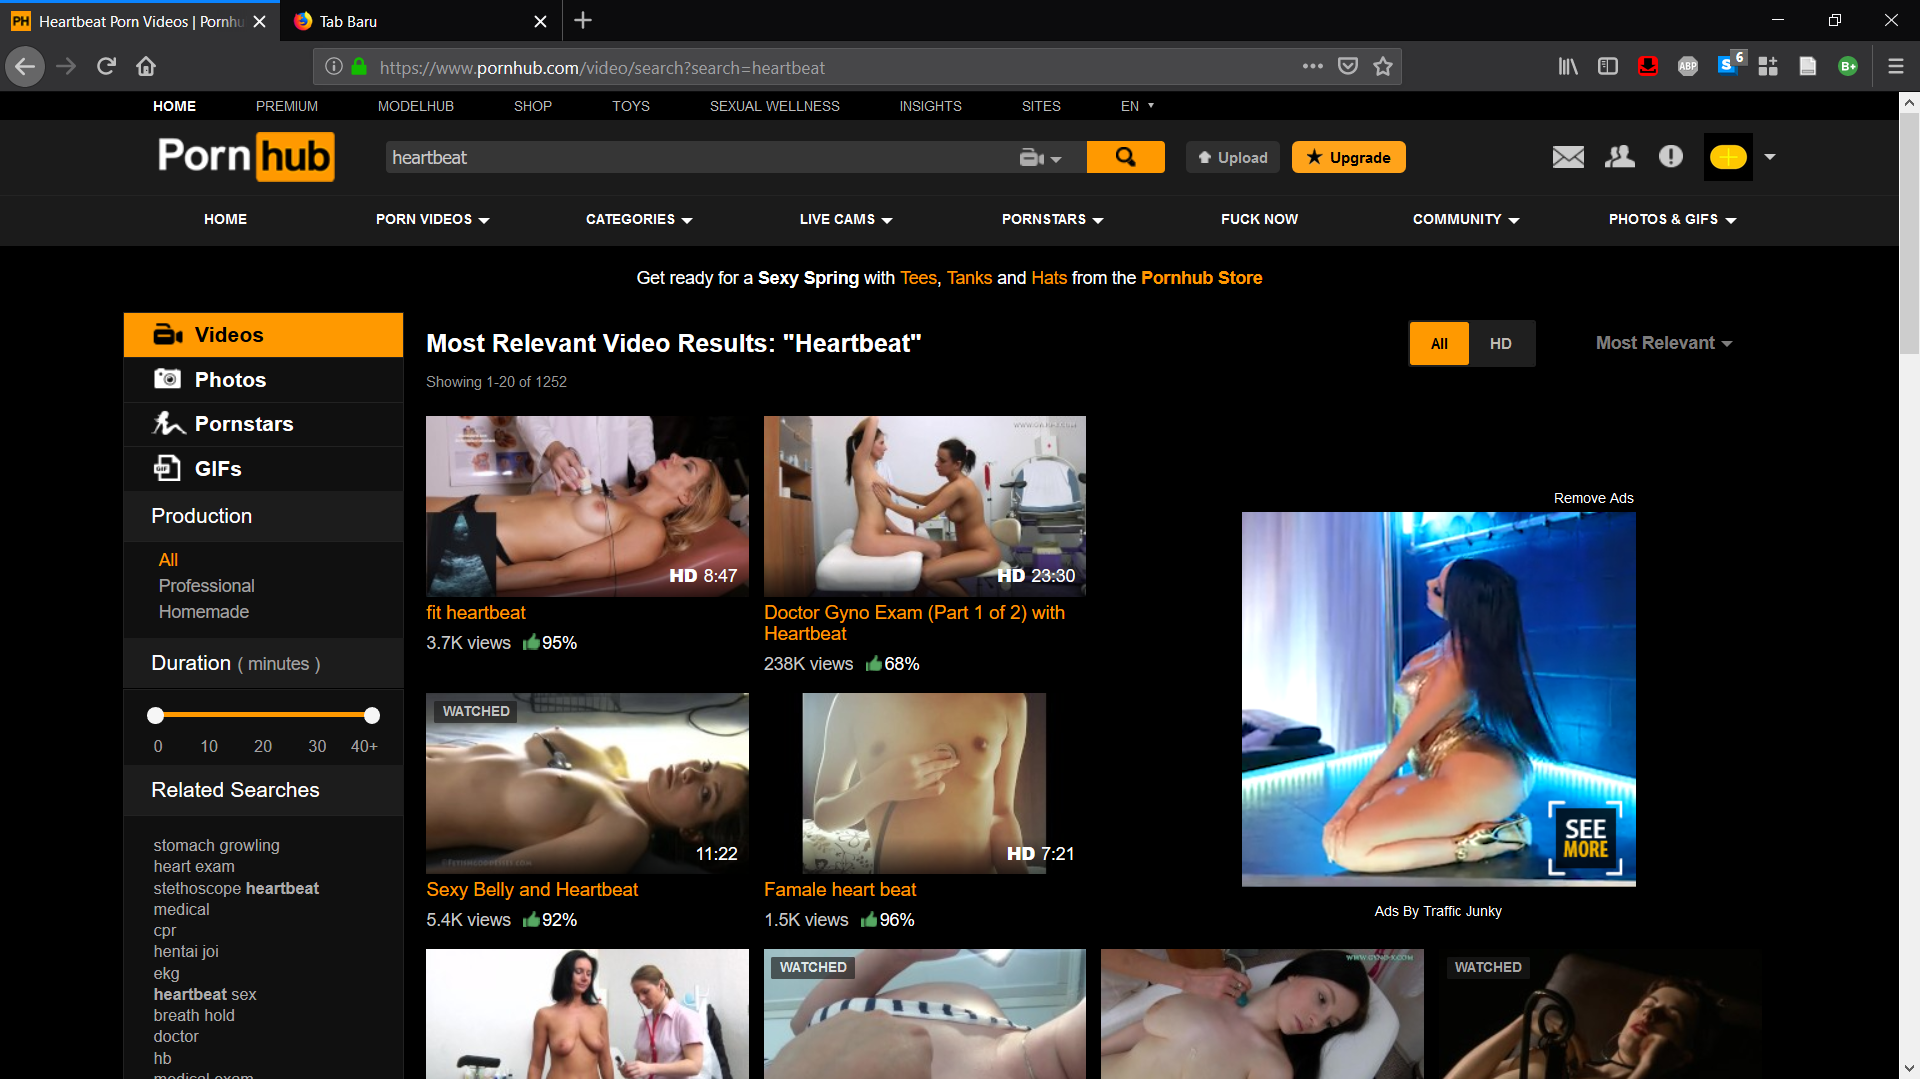 Heartbeat Porn Videos | Pornhu
Tab Baru
https://www.pornhub.com/video/search?search=heartbeat
ABP
S
6
B+
HOME
PREMIUM
MODELHUB
SHOP
TOYS
SEXUAL WELLNESS
INSIGHTS
SITES
EN
Porn hub
heartbeat
Upload
Upgrade
HOME
PORN VIDEOS
CATEGORIES
LIVE CAMS
PORNSTARS
FUCK NOW
COMMUNITY
PHOTOS & GIFS
Get ready for a Sexy Spring with Tees, Tanks and Hats from the Pornhub Store
Videos
Photos
Pornstars
GIF
GIFs
Production
All
Professional
Homemade
Duration ( minutes )
0 10 20 30 40+
Related Searches
stomach growling
heart exam
stethoscope heartbeat
medical
cpr
hentai joi
ekg
heartbeat sex
breath hold
doctor
hb
medical exam
Most Relevant Video Results: "Heartbeat"
Showing 1-20 of 1252
All
HD
Most Relevant
HD 8:47
fit heartbeat
3.7K views 95%
HD 23:30
Doctor Gyno Exam (Part 1 of 2) with
Heartbeat
238K views 68%
WATCHED
11:22
Sexy Belly and Heartbeat
5.4K views 92%
HD 7:21
Famale heart beat
1.5K views 96%
Remove Ads
SEE
MORE
Ads By Traffic Junky
WATCHED
WATCHED